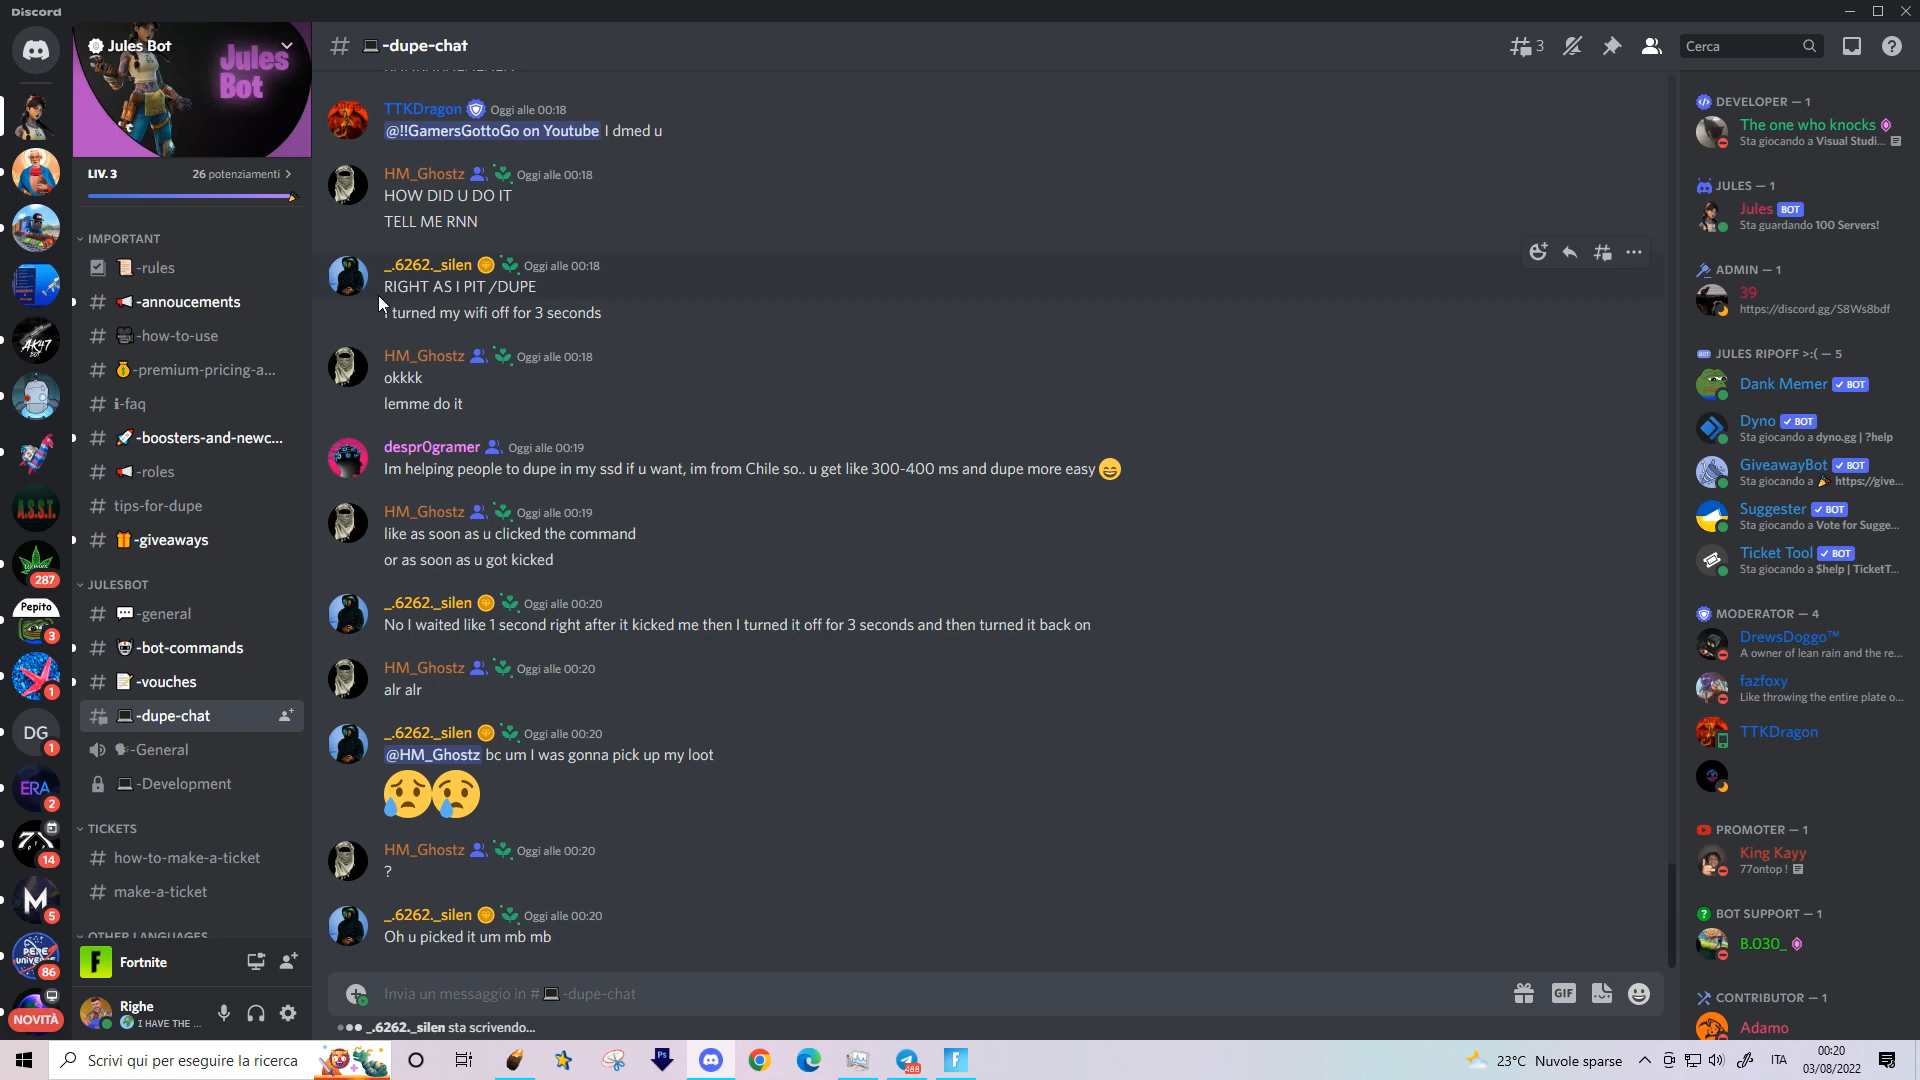 Discord
Jules Bot
Jules
Bot
LIV. 3
26 potenziamenti
IMPORTANT
-rules
-annoucements
-how-to-use
-premium-pricing-a...
-faq
-boosters-and-newc...
-roles
tips-for-dupe
-giveaways
JULESBOT
-general
-bot-commands
-vouches
-dupe-chat
-General
-Development
TICKETS
how-to-make-a-ticket
make-a-ticket
OTHER LANGUAGES
Fortnite
Righe
I HAVE THE ...
AK47
BOT
A.S.S.T.
287
Pepito
3
1
DG
1
ERA
2
14
M
5
86
NOVITÀ
# -dupe-chat
3
Cerca
TTKDragon Oggi alle 00:18
@!!GamersGottoGo on Youtube I dmed u
HM_Ghostz Oggi alle 00:18
HOW DID U DO IT
TELL ME RNN
_.6262._silen Oggi alle 00:18
RIGHT AS I PIT /DUPE
I turned my wifi off for 3 seconds
HM_Ghostz Oggi alle 00:18
okkkk
lemme do it
despr0gramer Oggi alle 00:19
Im helping people to dupe in my ssd if u want, im from Chile so.. u get like 300-400 ms and dupe more easy 😄
HM_Ghostz Oggi alle 00:19
like as soon as u clicked the command
or as soon as u got kicked
_.6262._silen Oggi alle 00:20
No I waited like 1 second right after it kicked me then I turned it off for 3 seconds and then turned it back on
HM_Ghostz Oggi alle 00:20
alr alr
_.6262._silen Oggi alle 00:20
@HM_Ghostz bc um I was gonna pick up my loot
😥😢
HM_Ghostz Oggi alle 00:20
?
_.6262._silen Oggi alle 00:20
Oh u picked it um mb mb
Invia un messaggio in # -dupe-chat
GIF
_.6262._silen sta scrivendo...
DEVELOPER — 1
The one who knocks
Sta giocando a Visual Studi...
JULES — 1
Jules BOT
Sta guardando 100 Servers!
ADMIN — 1
39
https://discord.gg/S8Ws8bdf
JULES RIPOFF >:( — 5
Dank Memer BOT
Dyno BOT
Sta giocando a dyno.gg | ?help
GiveawayBot BOT
Sta giocando a https://give...
Suggester BOT
Sta giocando a Vote for Sugge...
Ticket Tool BOT
Sta giocando a $help | TicketT...
MODERATOR — 4
DrewsDoggo™
A owner of lean rain and the re...
fazfoxy
Like throwing the entire plate o...
TTKDragon
PROMOTER — 1
King Kayy
77ontop !
BOT SUPPORT — 1
B.O3O_
CONTRIBUTOR — 1
Adamo
Scrivi qui per eseguire la ricerca
Ps
488
23°C Nuvole sparse
ITA
00:20
03/08/2022